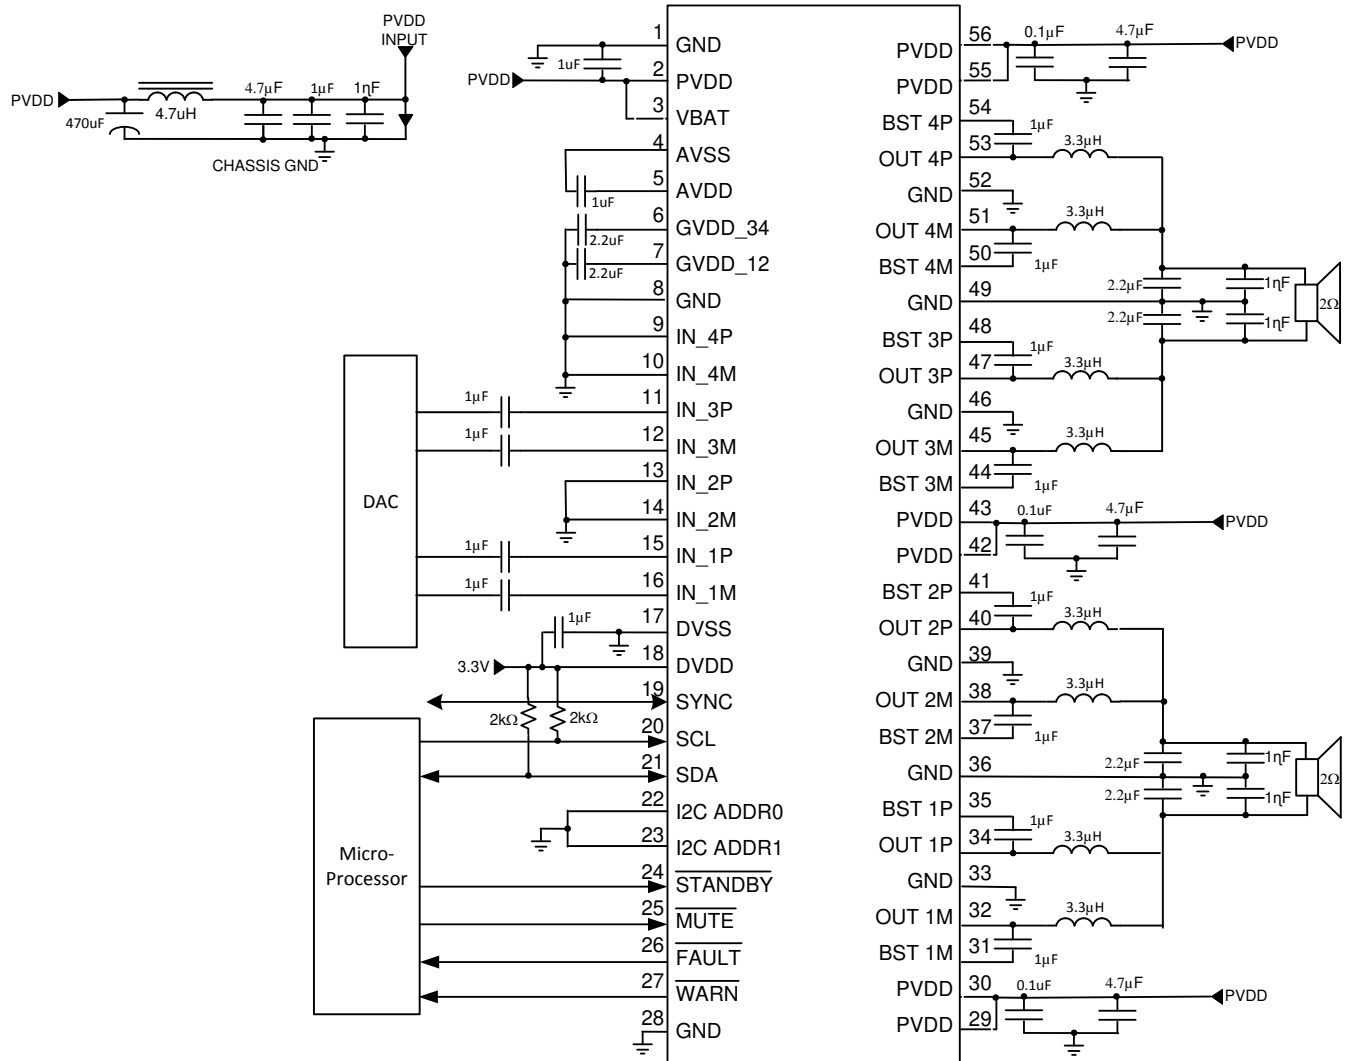 PVDD
INPUT
PVDD
4.7µF
1µF
1ηF
470uF
4.7uH
CHASSIS GND
1 GND
1uF
PVDD
2 PVDD
3 VBAT
4 AVSS
5 AVDD
1uF
6 GVDD_34
2.2uF
7 GVDD_12
2.2uF
8 GND
9 IN_4P
10 IN_4M
DAC
1µF
11 IN_3P
1µF
12 IN_3M
13 IN_2P
14 IN_2M
1µF
15 IN_1P
1µF
16 IN_1M
1µF
17 DVSS
3.3V
18 DVDD
19 SYNC
2kΩ
2kΩ
20 SCL
21 SDA
22 I2C ADDR0
23 I2C ADDR1
Micro-
Processor
24 STANDBY
25 MUTE
26 FAULT
27 WARN
28 GND
PVDD 56
0.1µF
4.7µF
PVDD
PVDD 55
BST 4P 54
1µF
OUT 4P 53
3.3µH
GND 52
OUT 4M 51
3.3µH
BST 4M 50
1µF
GND 49
2.2µF
1ηF
2.2µF
1ηF
2Ω
BST 3P 48
1µF
OUT 3P 47
3.3µH
GND 46
OUT 3M 45
3.3µH
BST 3M 44
1µF
PVDD 43
0.1uF
4.7µF
PVDD
PVDD 42
BST 2P 41
1µF
OUT 2P 40
3.3µH
GND 39
OUT 2M 38
3.3µH
BST 2M 37
1µF
GND 36
2.2µF
1ηF
2.2µF
1ηF
2Ω
BST 1P 35
1µF
OUT 1P 34
3.3µH
GND 33
OUT 1M 32
3.3µH
BST 1M 31
1µF
PVDD 30
0.1uF
4.7µF
PVDD
PVDD 29